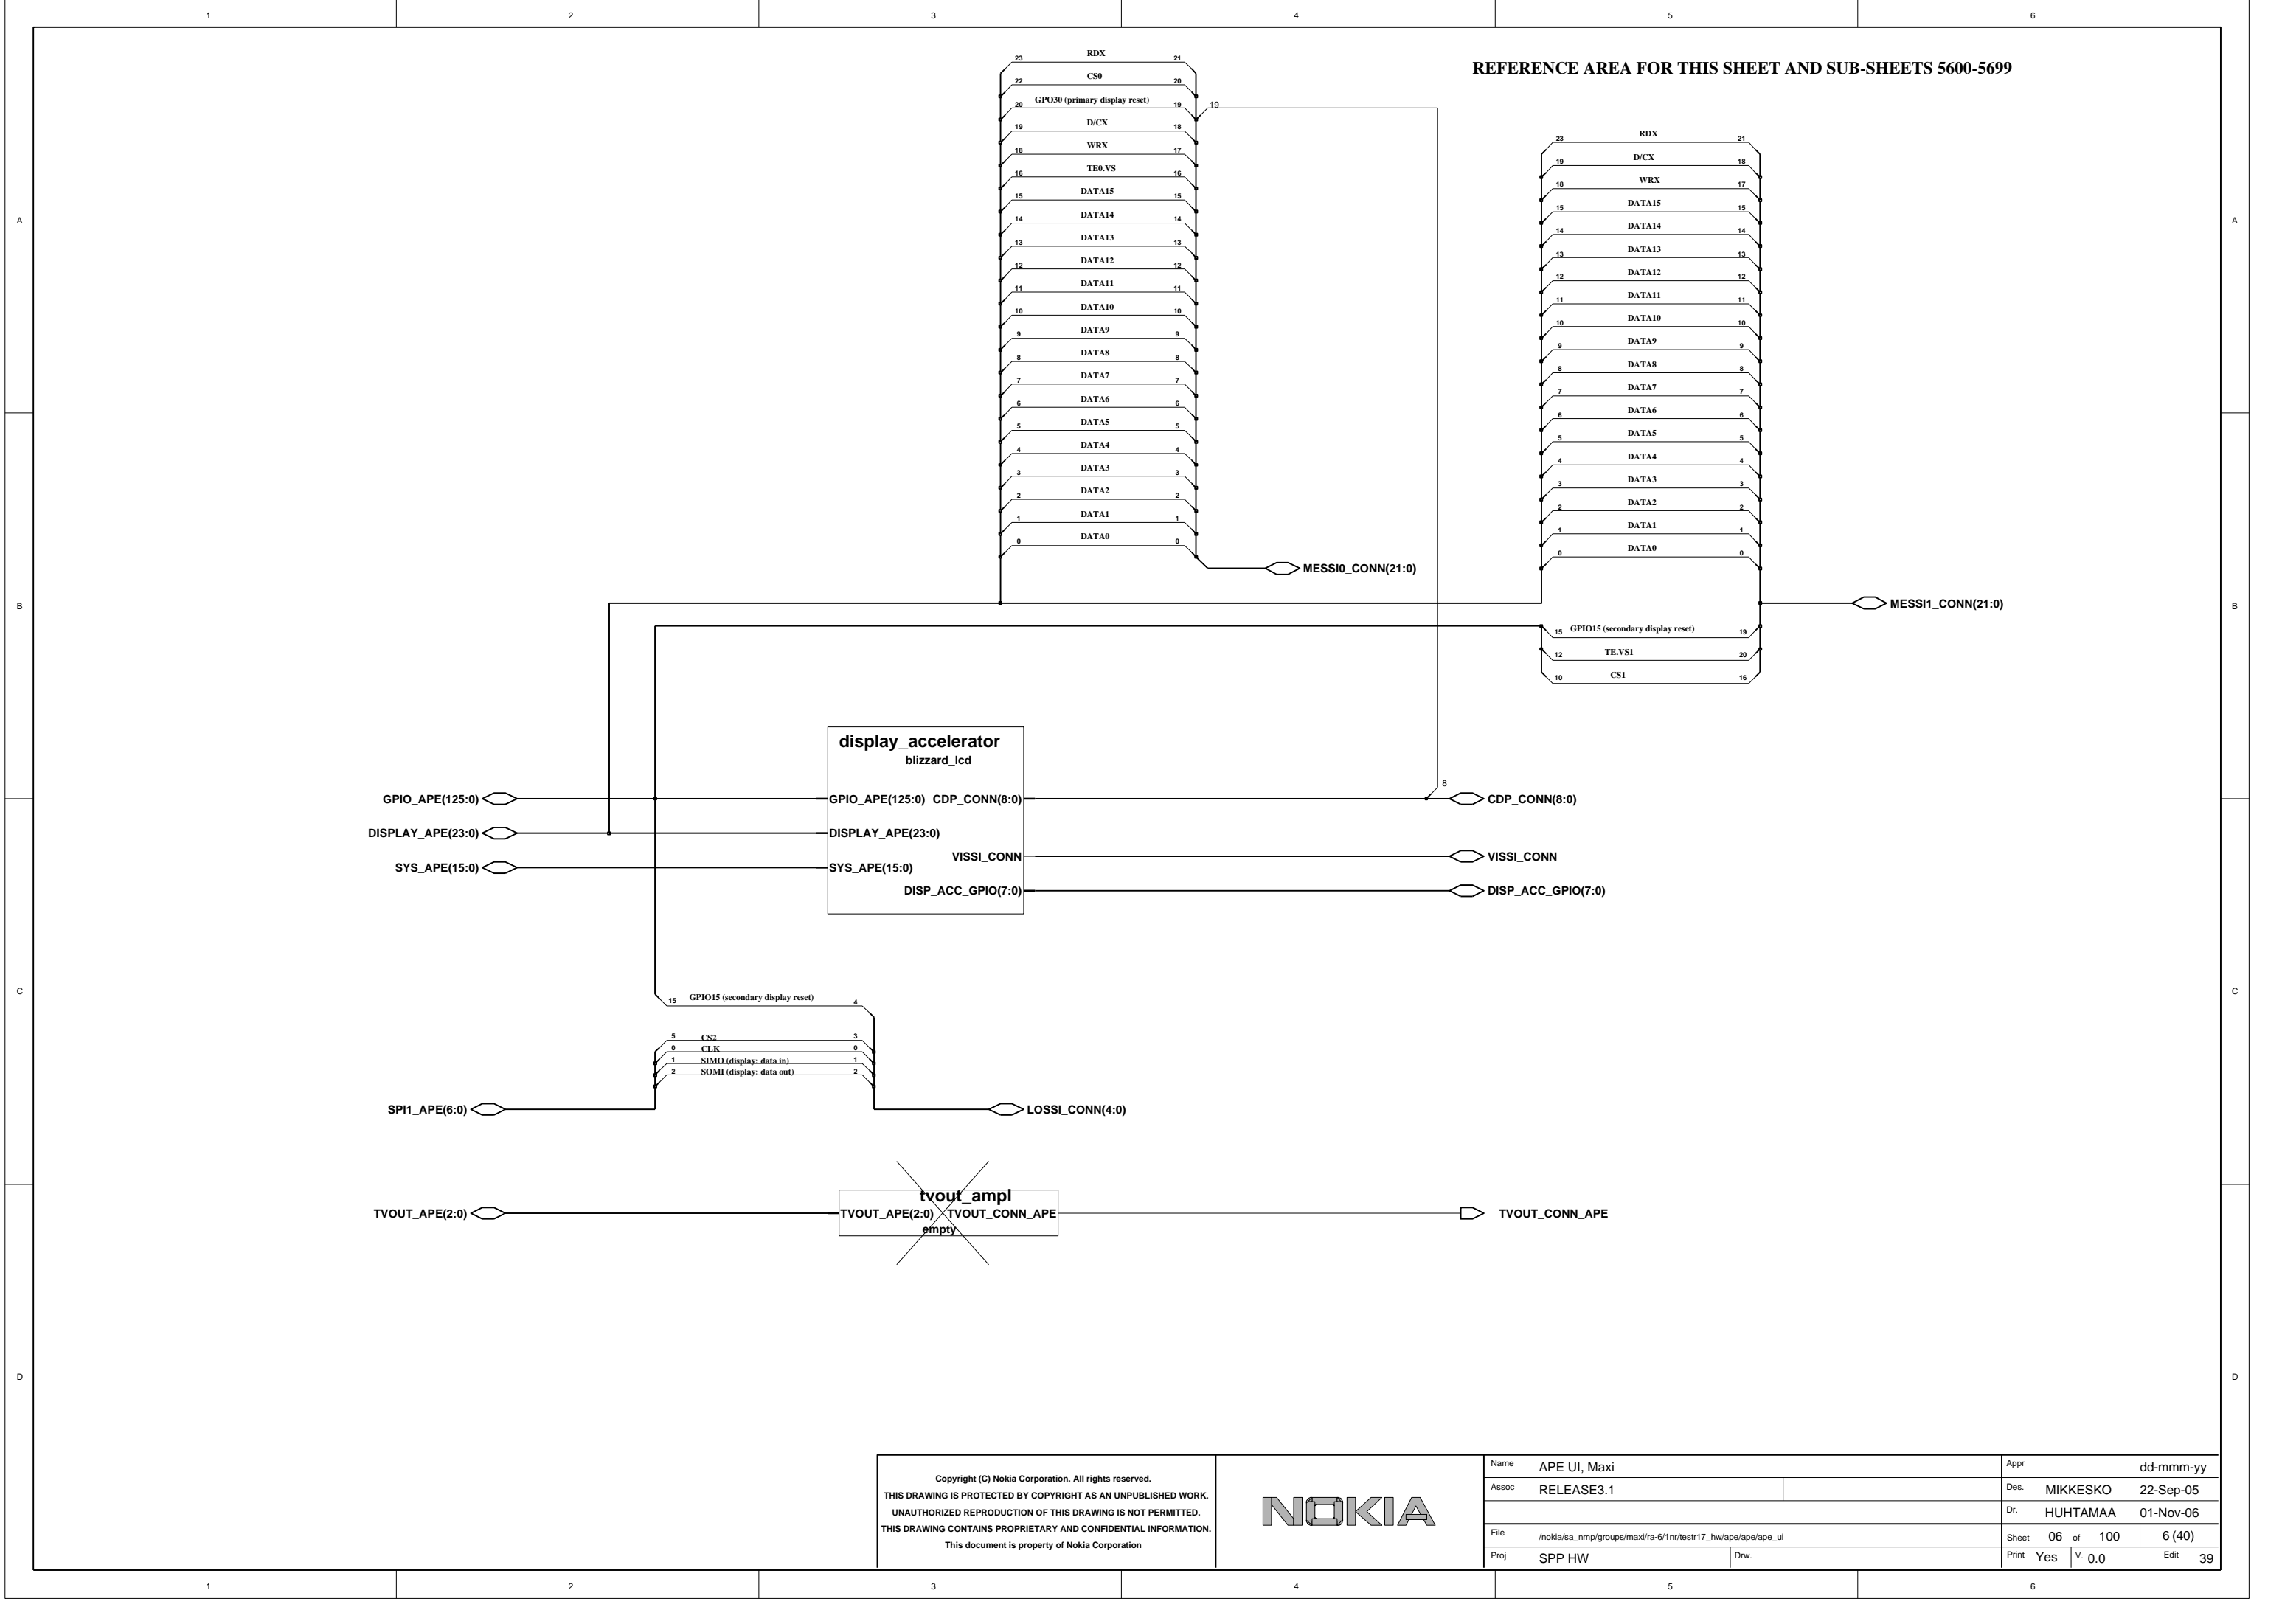 1 2 3 4 5 6
REFERENCE AREA FOR THIS SHEET AND SUB-SHEETS 5600-5699
23 RDX 21
22 CS0 20
20 GPO30 (primary display reset) 19 19
19 D/CX 18
18 WRX 17
16 TE0.VS 16
15 DATA15 15
14 DATA14 14
13 DATA13 13
12 DATA12 12
11 DATA11 11
10 DATA10 10
9 DATA9 9
8 DATA8 8
7 DATA7 7
6 DATA6 6
5 DATA5 5
4 DATA4 4
3 DATA3 3
2 DATA2 2
1 DATA1 1
0 DATA0 0
MESSI0_CONN(21:0)
23 RDX 21
19 D/CX 18
18 WRX 17
15 DATA15 15
14 DATA14 14
13 DATA13 13
12 DATA12 12
11 DATA11 11
10 DATA10 10
9 DATA9 9
8 DATA8 8
7 DATA7 7
6 DATA6 6
5 DATA5 5
4 DATA4 4
3 DATA3 3
2 DATA2 2
1 DATA1 1
0 DATA0 0
MESSI1_CONN(21:0)
15 GPIO15 (secondary display reset) 19
12 TE.VS1 20
10 CS1 16
A A
B B
C C
D D
display_accelerator
blizzard_lcd
8
GPIO_APE(125:0) GPIO_APE(125:0) CDP_CONN(8:0) CDP_CONN(8:0)
DISPLAY_APE(23:0) DISPLAY_APE(23:0)
VISSI_CONN VISSI_CONN
SYS_APE(15:0) SYS_APE(15:0)
DISP_ACC_GPIO(7:0) DISP_ACC_GPIO(7:0)
15 GPIO15 (secondary display reset) 4
5 CS2 3
0 CLK 0
1 SIMO (display: data in) 1
2 SOMI (display: data out) 2
SPI1_APE(6:0) LOSSI_CONN(4:0)
tvout_ampl
TVOUT_APE(2:0) TVOUT_APE(2:0) TVOUT_CONN_APE TVOUT_CONN_APE
empty
Copyright (C) Nokia Corporation. All rights reserved.
THIS DRAWING IS PROTECTED BY COPYRIGHT AS AN UNPUBLISHED WORK.
UNAUTHORIZED REPRODUCTION OF THIS DRAWING IS NOT PERMITTED.
THIS DRAWING CONTAINS PROPRIETARY AND CONFIDENTIAL INFORMATION.
This document is property of Nokia Corporation
NOKIA
Name APE UI, Maxi Appr dd-mmm-yy
Assoc RELEASE3.1 Des. MIKKESKO 22-Sep-05
Dr. HUHTAMAA 01-Nov-06
File /nokia/sa_nmp/groups/maxi/ra-6/1nr/testr17_hw/ape/ape/ape_ui Sheet 06 of 100 6 (40)
Proj SPP HW Drw. Print Yes V. 0.0 Edit 39
1 2 3 4 5 6